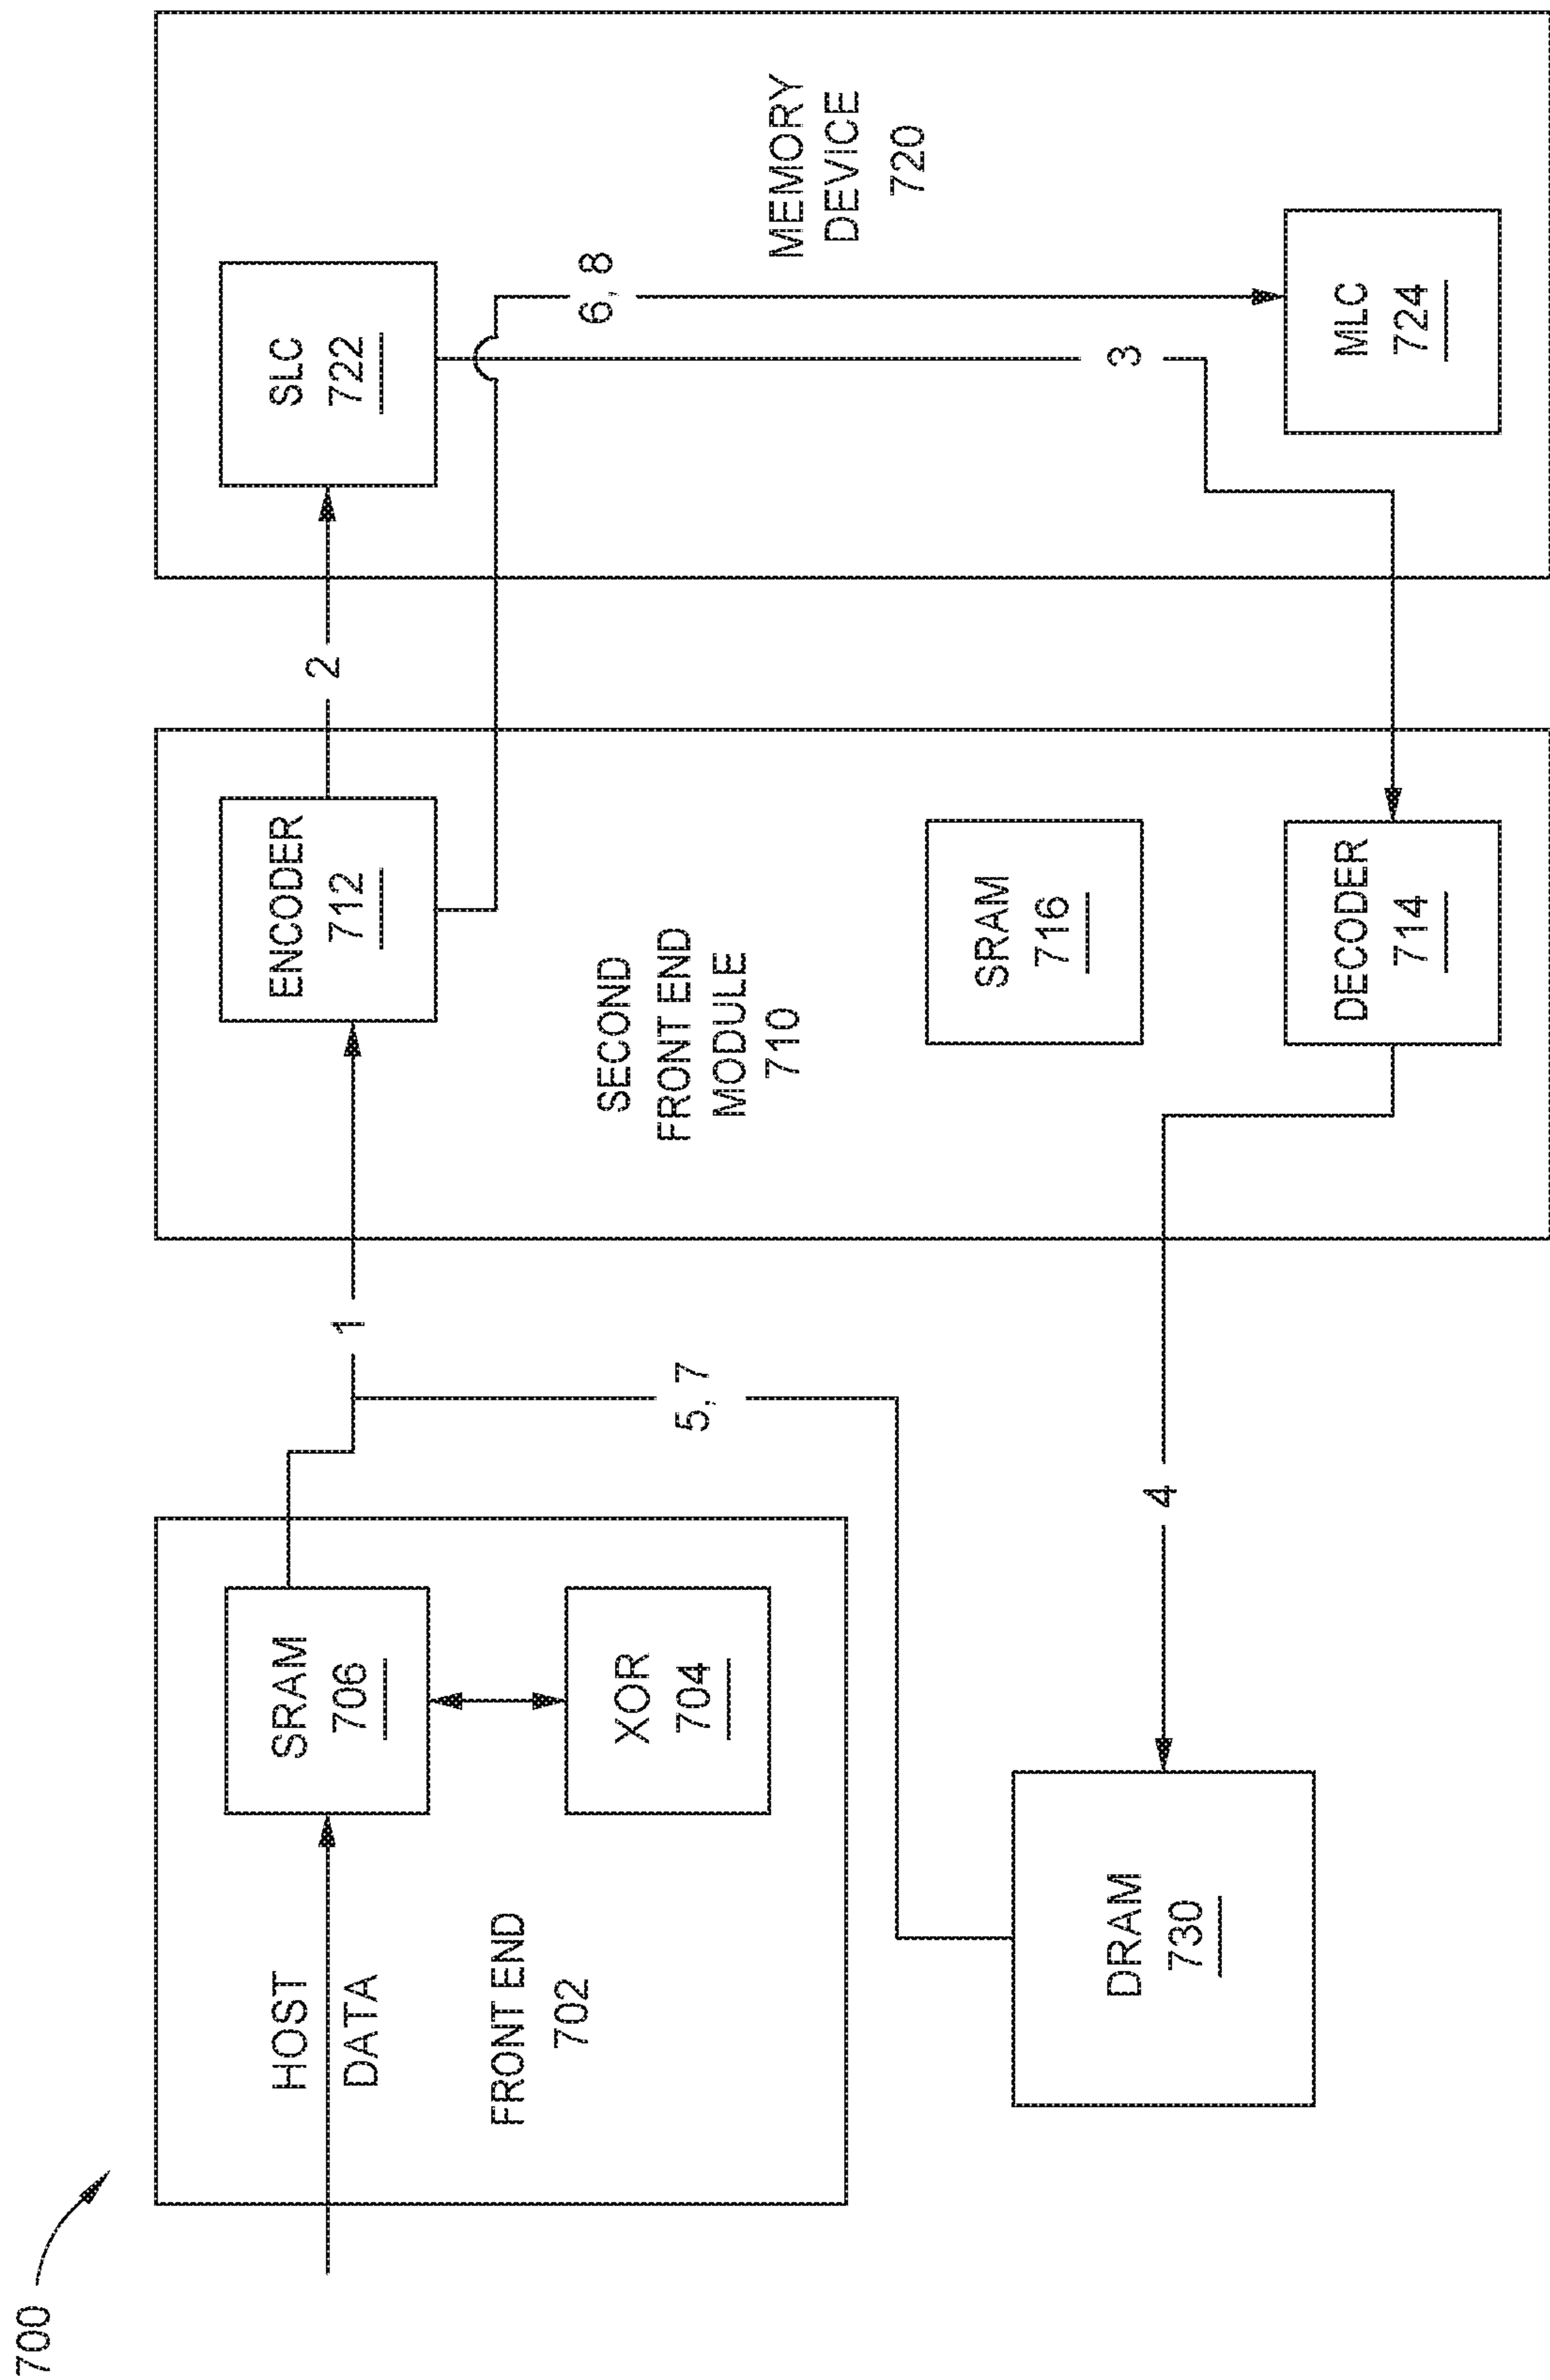 700
HOST
DATA
FRONT END
702
SRAM
706
XOR
704
DRAM
730
1
5, 7
4
SECOND
FRONT END
MODULE
710
ENCODER
712
SRAM
716
DECODER
714
2
SLC
722
6, 8
3
MEMORY
DEVICE
720
MLC
724